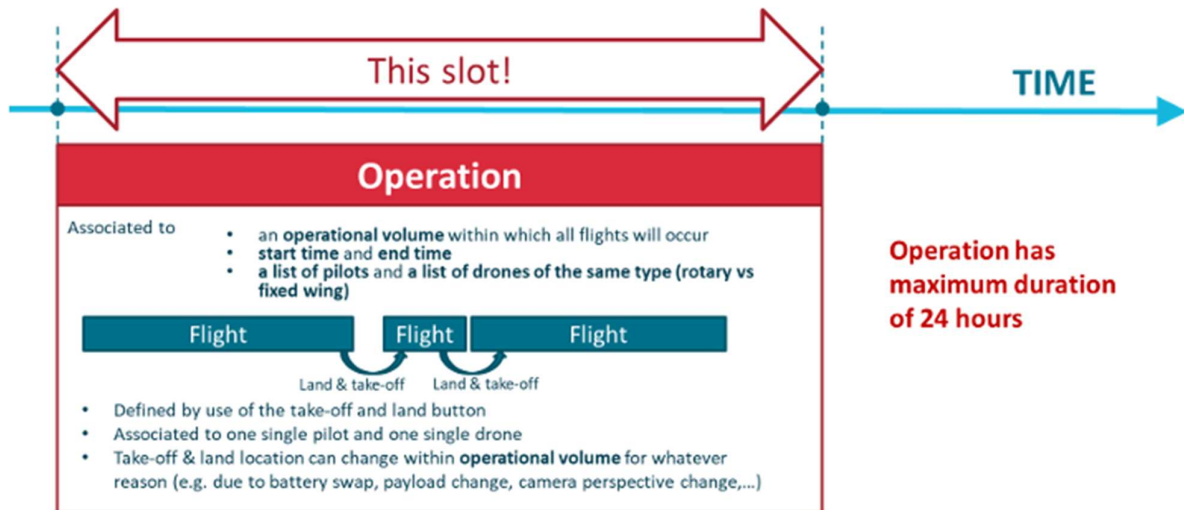 This slot!
TIME
Operation
Associated to
• an operational volume within which all flights will occur
• start time and end time
• a list of pilots and a list of drones of the same type (rotary vs
fixed wing)
Operation has
maximum duration
of 24 hours
Flight
Flight
Flight
Land & take-off
Land & take-off
• Defined by use of the take-off and land button
• Associated to one single pilot and one single drone
• Take-off & land location can change within operational volume for whatever
reason (e.g. due to battery swap, payload change, camera perspective change,...)